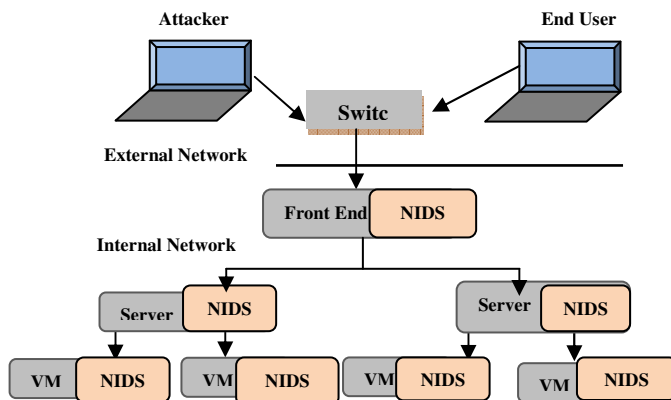 Attacker
End User
Switc
External Network
Front End
NIDS
Internal Network
Server
NIDS
Server
NIDS
VM
NIDS
VM
NIDS
VM
NIDS
VM
NIDS